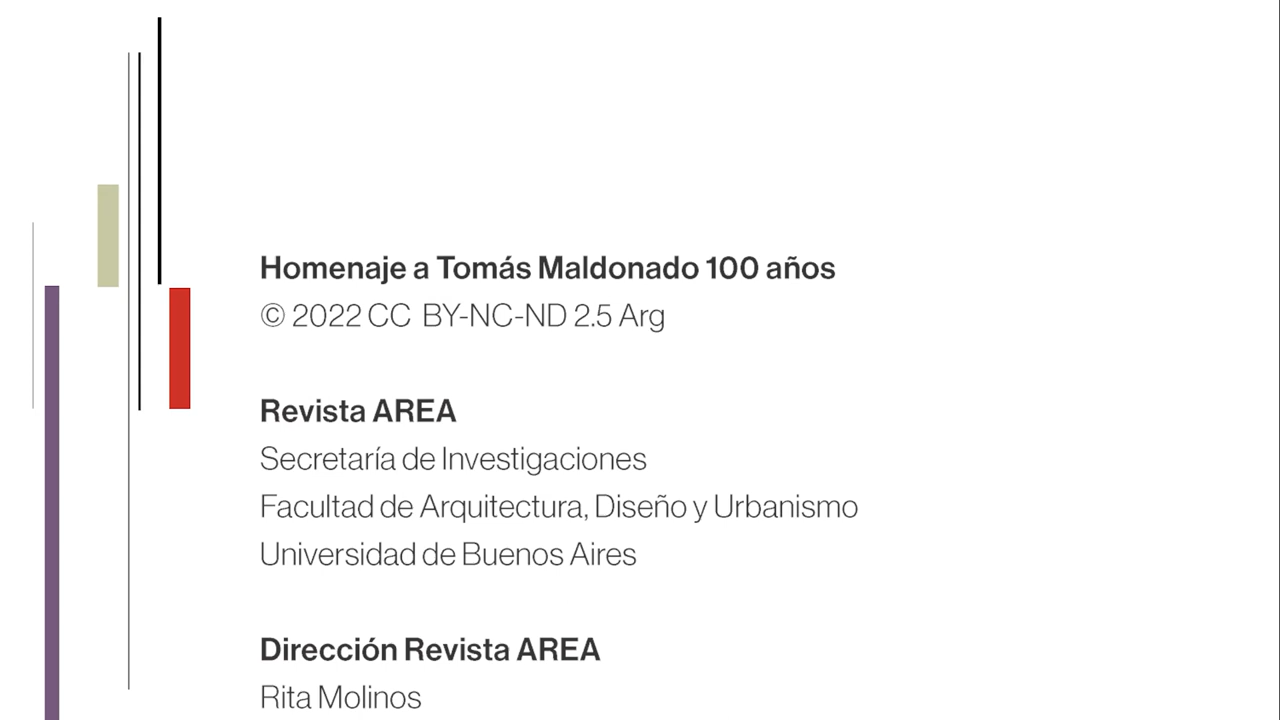 Homenaje a Tomás Maldonado 100 años
© 2022 CC BY-NC-ND 2.5 Arg
Revista AREA
Secretaría de Investigaciones
Facultad de Arquitectura, Diseño y Urbanismo
Universidad de Buenos Aires
Dirección Revista AREA
Rita Molinos